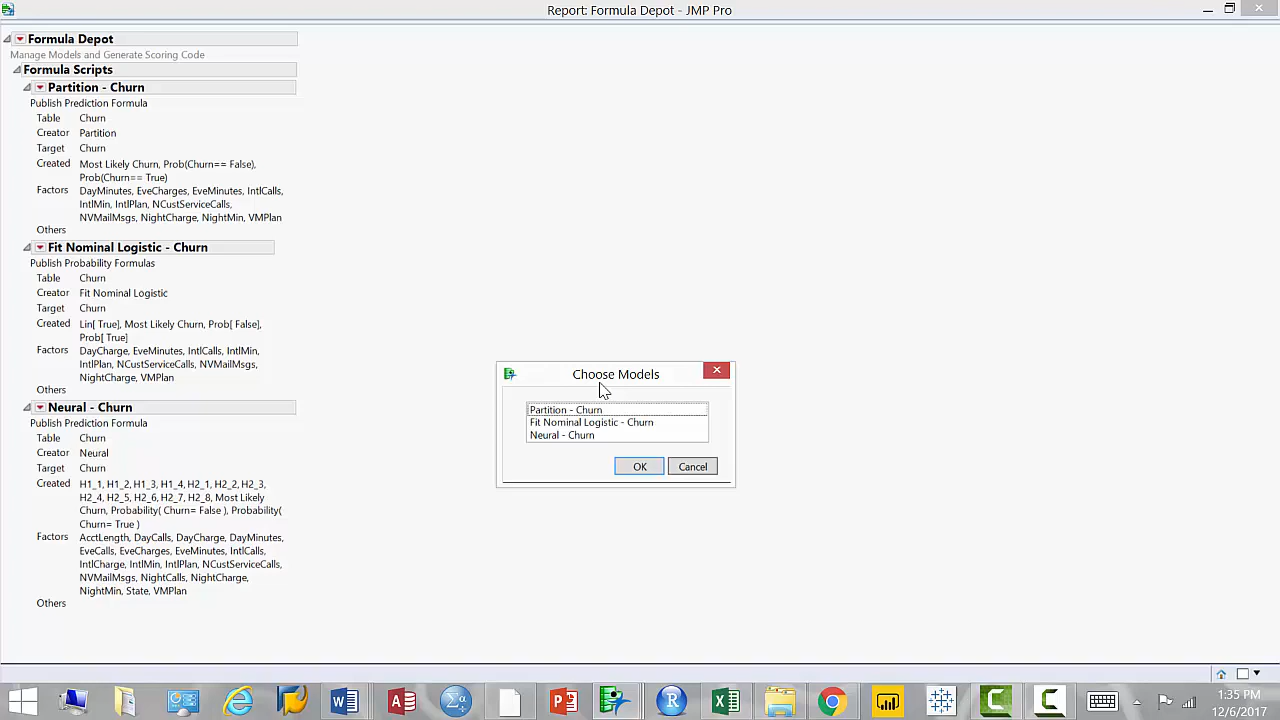 Report: Formula Depot - JMP Pro
Formula Depot
Manage Models and Generate Scoring Code
Formula Scripts
Partition - Churn
Publish Prediction Formula
Table Churn
Creator Partition
Target Churn
Created Most Likely Churn, Prob(Churn== False),
Prob(Churn== True)
Factors DayMinutes, EveCharges, EveMinutes, IntlCalls,
IntlMin, IntlPlan, NCustServiceCalls,
NVMailMsgs, NightCharge, NightMin, VMPlan
Others
Fit Nominal Logistic - Churn
Publish Probability Formulas
Table Churn
Creator Fit Nominal Logistic
Target Churn
Created Lin[ True], Most Likely Churn, Prob[ False],
Prob[ True]
Factors DayCharge, EveMinutes, IntlCalls, IntlMin,
IntlPlan, NCustServiceCalls, NVMailMsgs,
NightCharge, VMPlan
Others
Neural - Churn
Publish Prediction Formula
Table Churn
Creator Neural
Target Churn
Created H1_1, H1_2, H1_3, H1_4, H2_1, H2_2, H2_3,
H2_4, H2_5, H2_6, H2_7, H2_8, Most Likely
Churn, Probability( Churn= False ), Probability(
Churn= True )
Factors AcctLength, DayCalls, DayCharge, DayMinutes,
EveCalls, EveCharges, EveMinutes, IntlCalls,
IntlCharge, IntlMin, IntlPlan, NCustServiceCalls,
NVMailMsgs, NightCalls, NightCharge,
NightMin, State, VMPlan
Others
Choose Models
Partition - Churn
Fit Nominal Logistic - Churn
Neural - Churn
OK Cancel
1:35 PM
12/6/2017